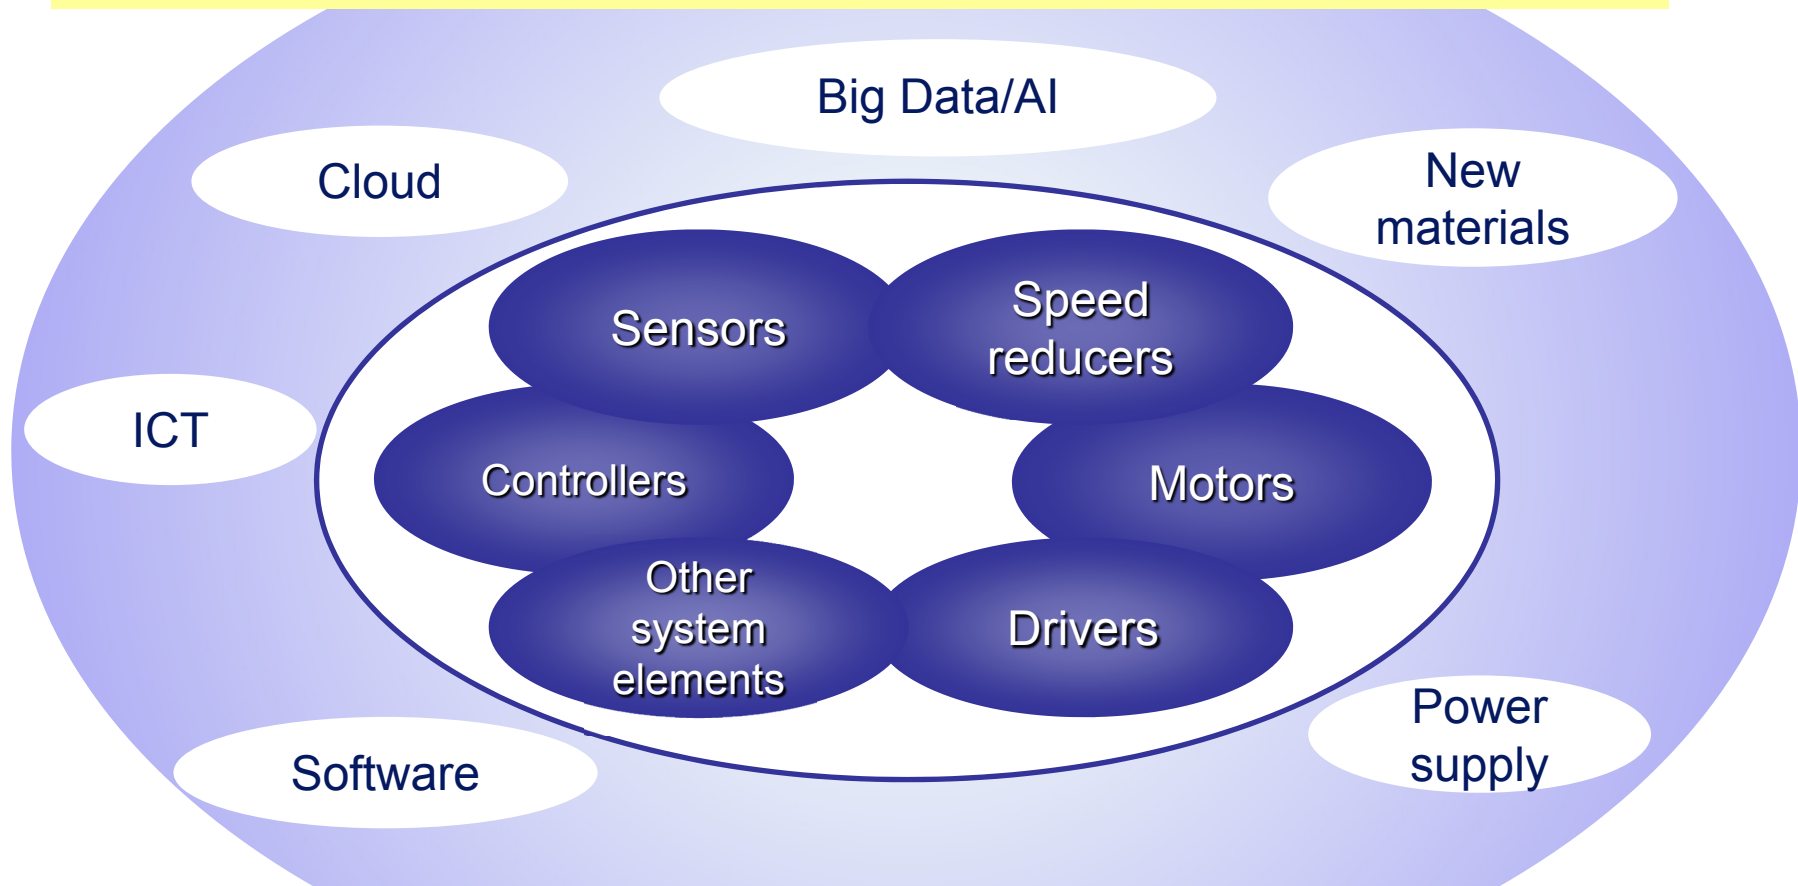 Big Data/AI
Cloud
New
materials
Sensors
Speed
reducers
ICT
Controllers
Motors
Other
system
elements
Drivers
Software
Power
supply